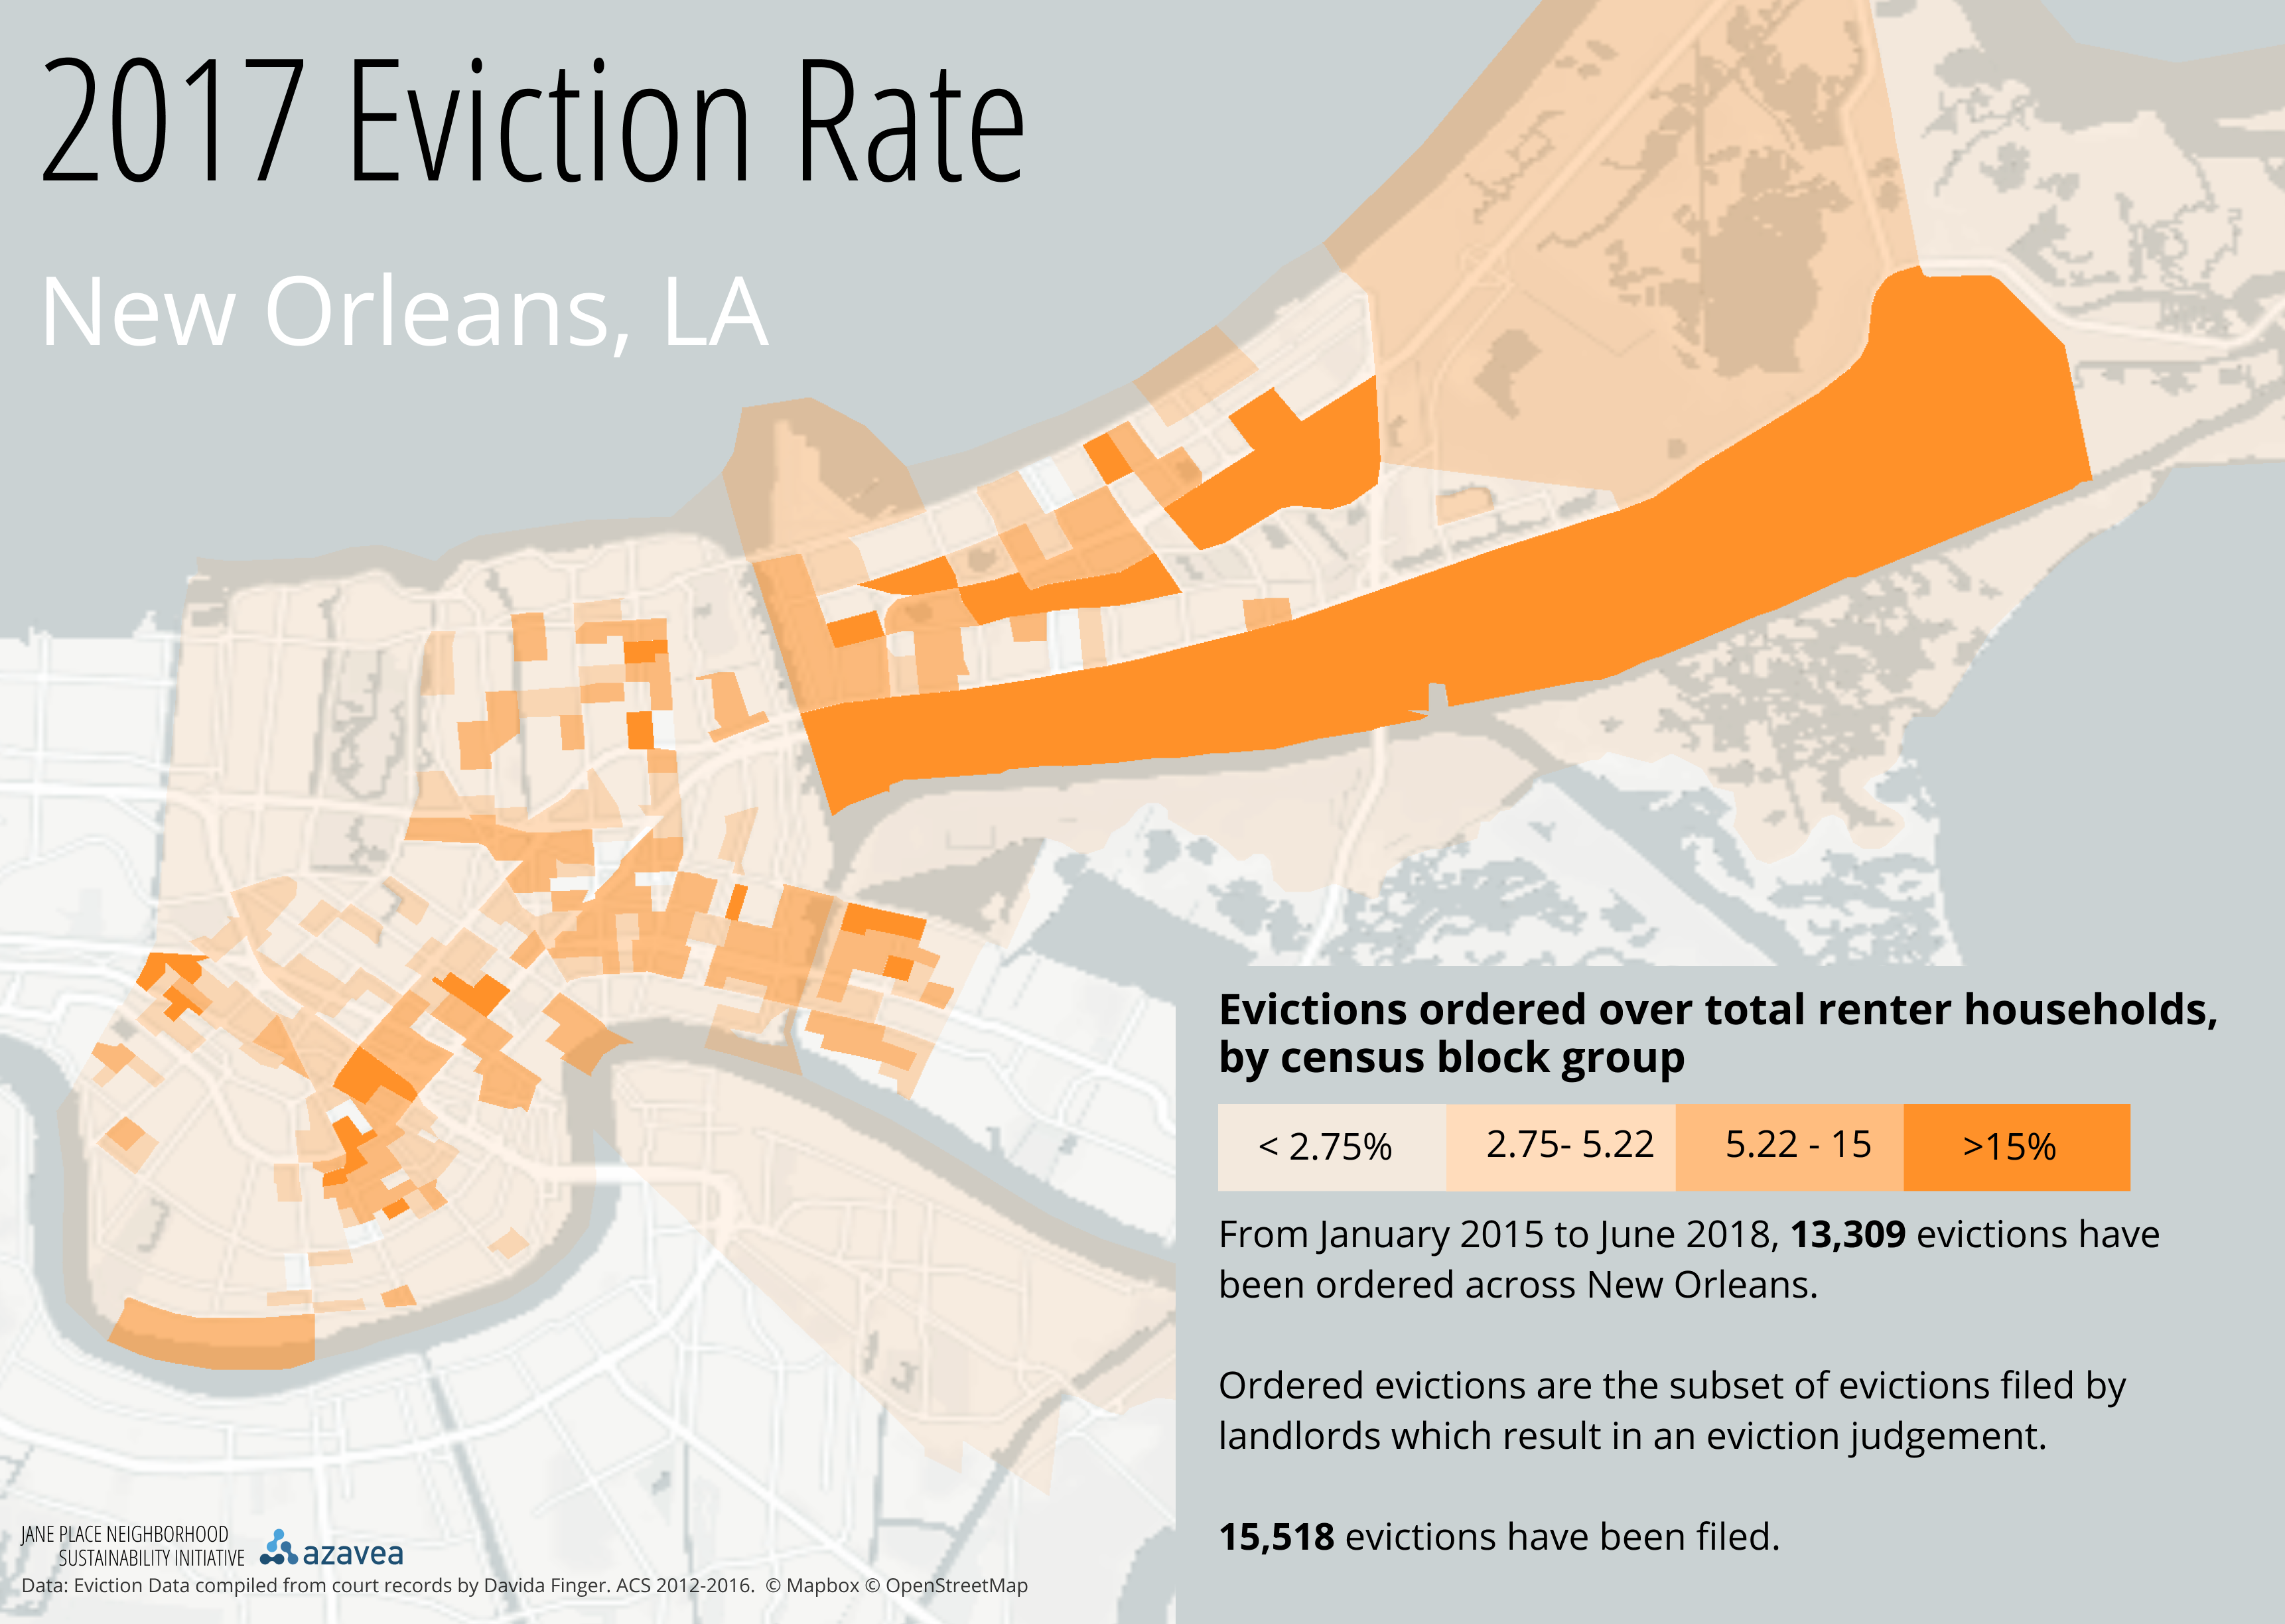 2017 Eviction Rate
New Orleans, LA
Evictions ordered over total renter households,
by census block group
< 2.75%
2.75- 5.22
5.22 - 15
>15%
From January 2015 to June 2018, 13,309 evictions have
been ordered across New Orleans.
Ordered evictions are the subset of evictions filed by
landlords which result in an eviction judgement.
15,518 evictions have been filed.
JANE PLACE NEIGHBORHOOD
SUSTAINABILITY INITIATIVE
azavea
Data: Eviction Data compiled from court records by Davida Finger. ACS 2012-2016. © Mapbox © OpenStreetMap